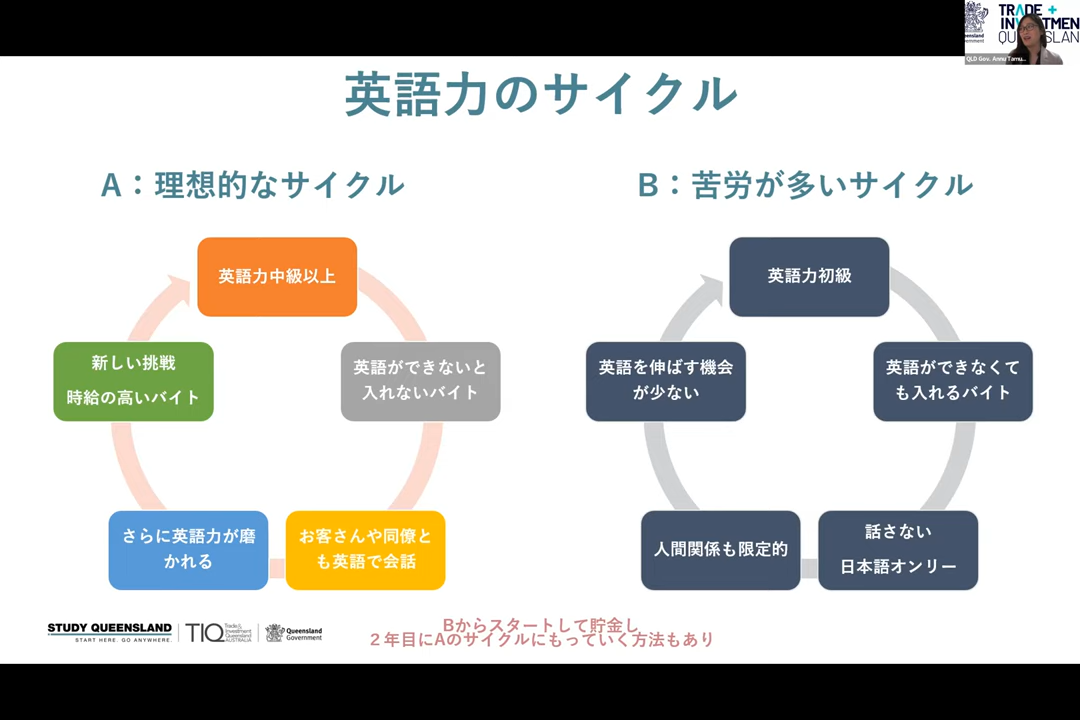 TRADE +
QLD Gov. Annu Tamu...
英語力のサイクル
A：理想的なサイクル
B：苦労が多いサイクル
英語力中級以上
英語ができないと
入れないバイト
お客さんや同僚と
も英語で会話
さらに英語力が磨
かれる
新しい挑戦
時給の高いバイト
英語力初級
英語ができなくて
も入れるバイト
話さない
日本語オンリー
人間関係も限定的
英語を伸ばす機会
が少ない
STUDY QUEENSLAND
START HERE. GO ANYWHERE.
TIQ
Trade &
Investment
Queensland
AUSTRALIA
Queensland
Government
Bからスタートして貯金し
２年目にAのサイクルにもっていく方法もあり